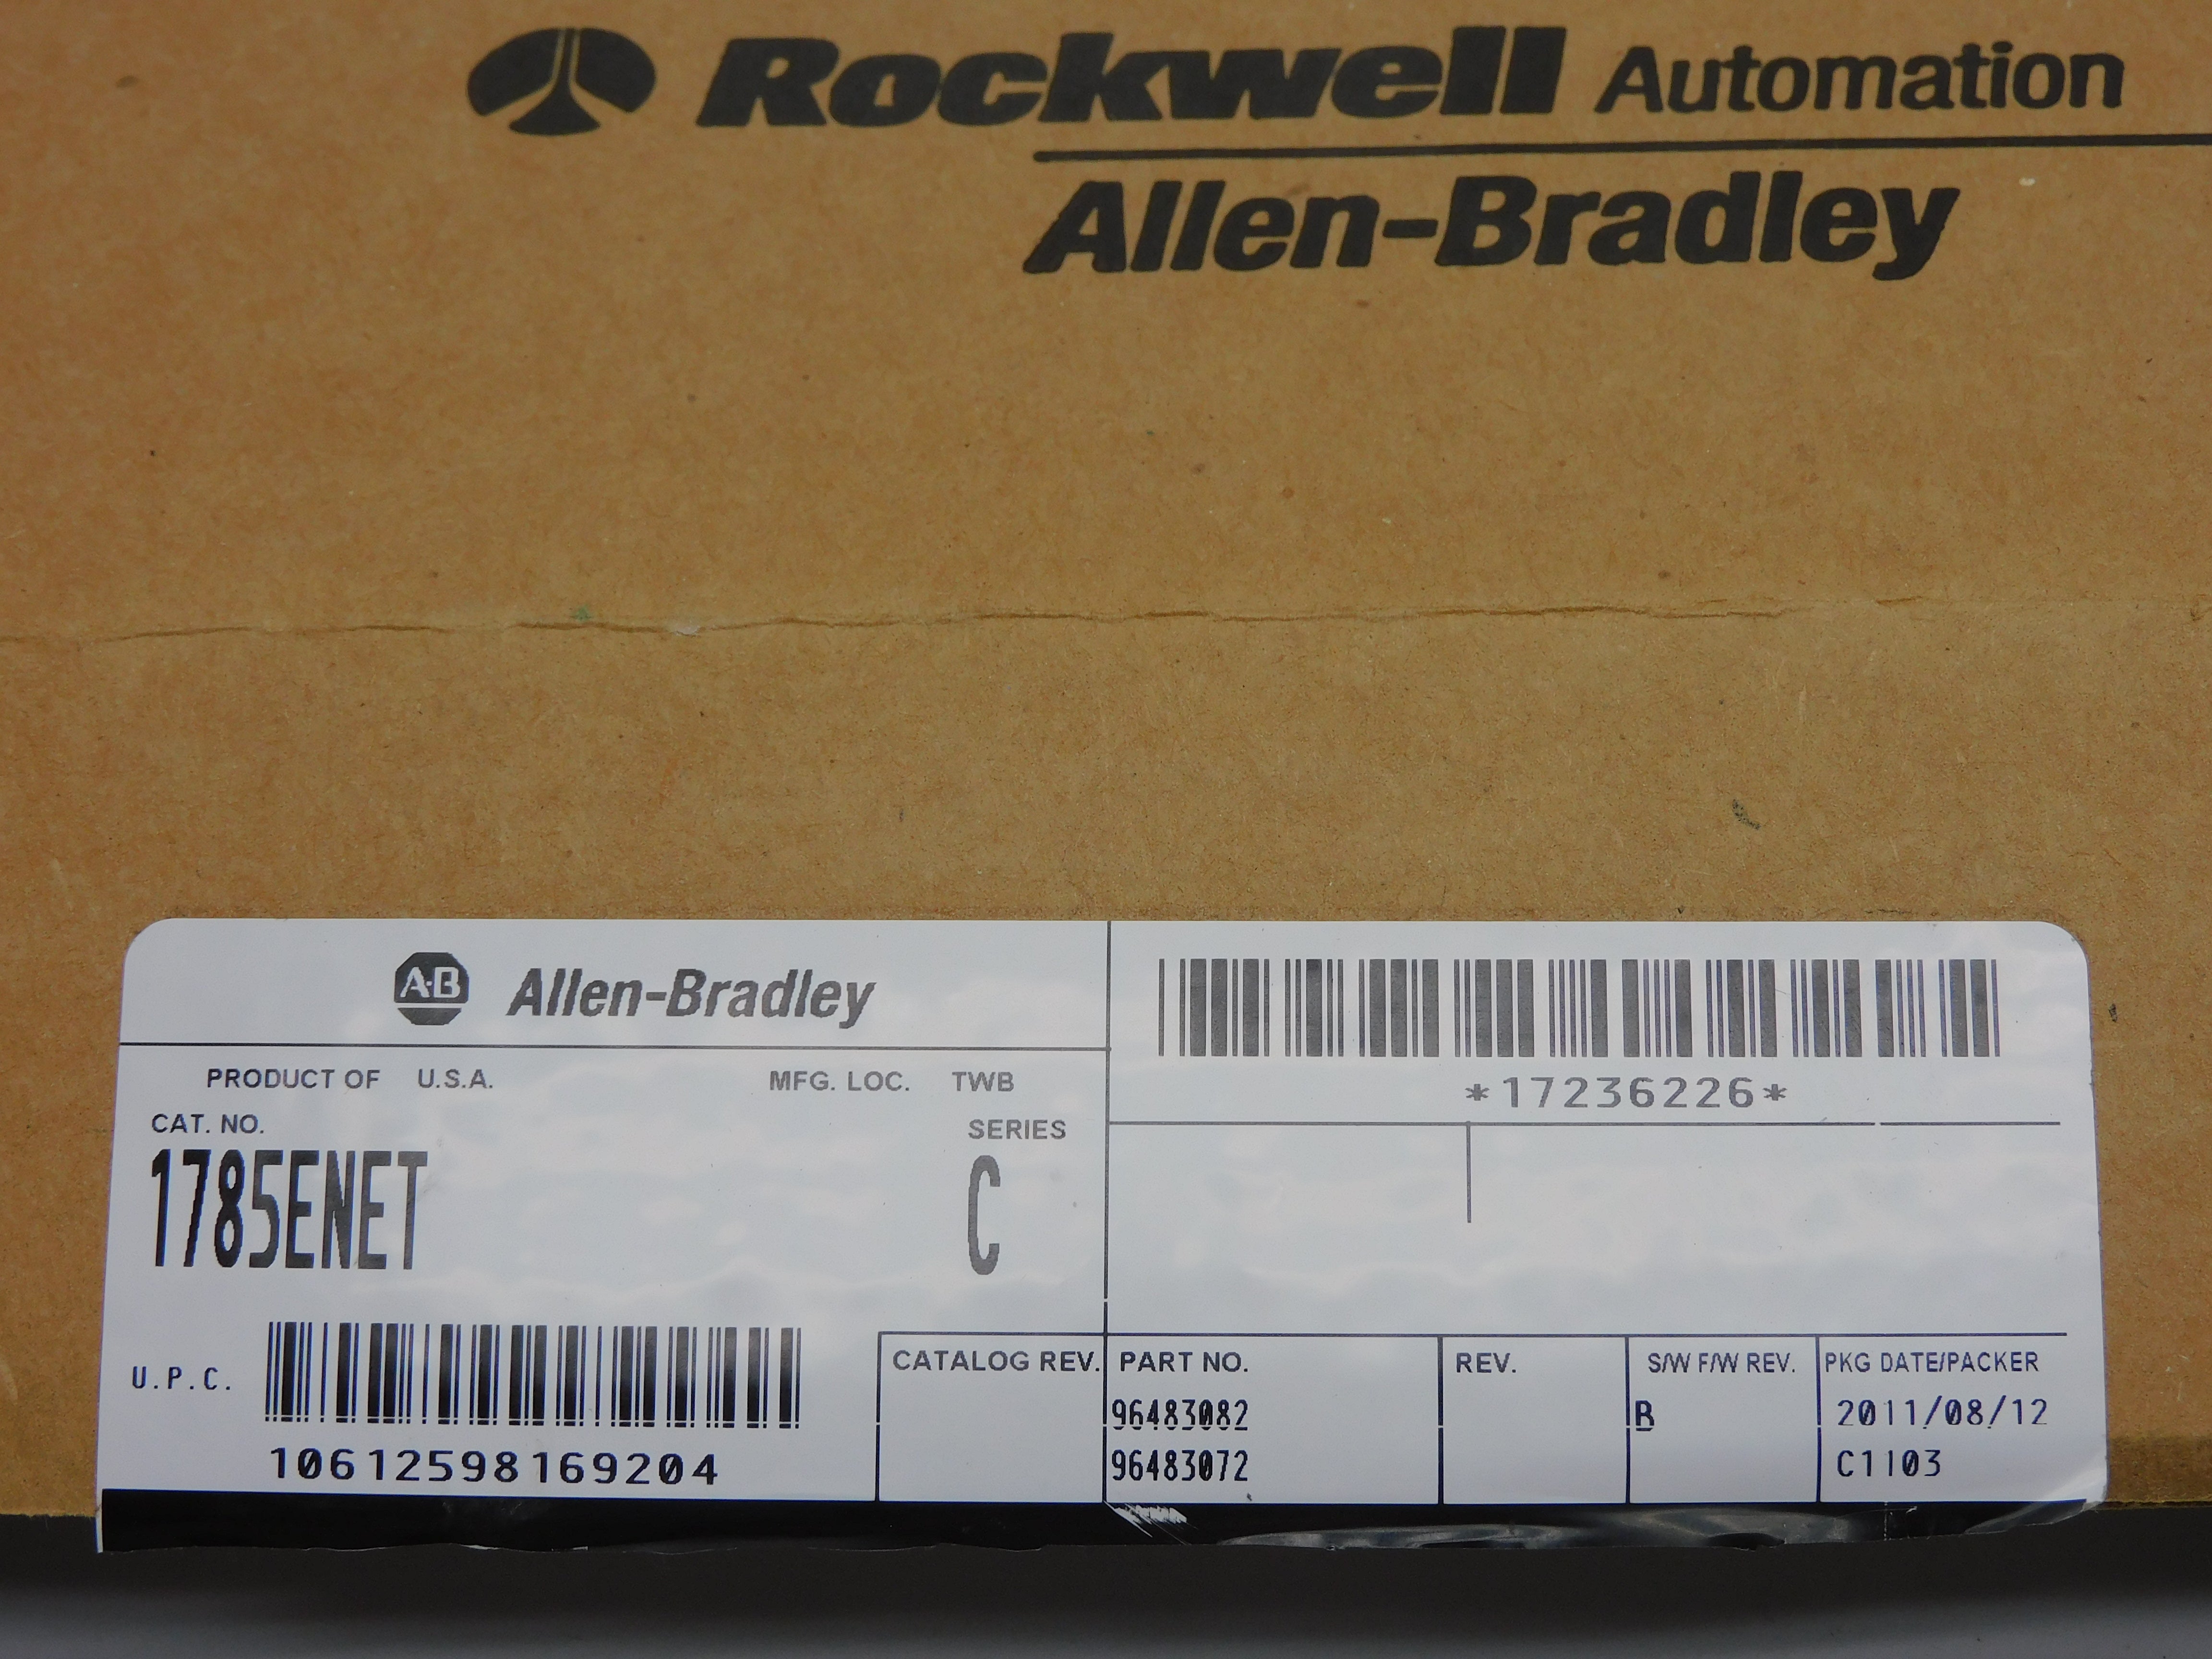 Rockwell Automation
Allen-Bradley
A-B Allen-Bradley
PRODUCT OF U.S.A. MFG. LOC. TWB
CAT. NO. SERIES
1785ENET C
*17236226*
U.P.C.
10612598169204
CATALOG REV. PART NO. REV. S/W F/W REV. PKG DATE/PACKER
96483082 B 2011/08/12
96483072 C1103